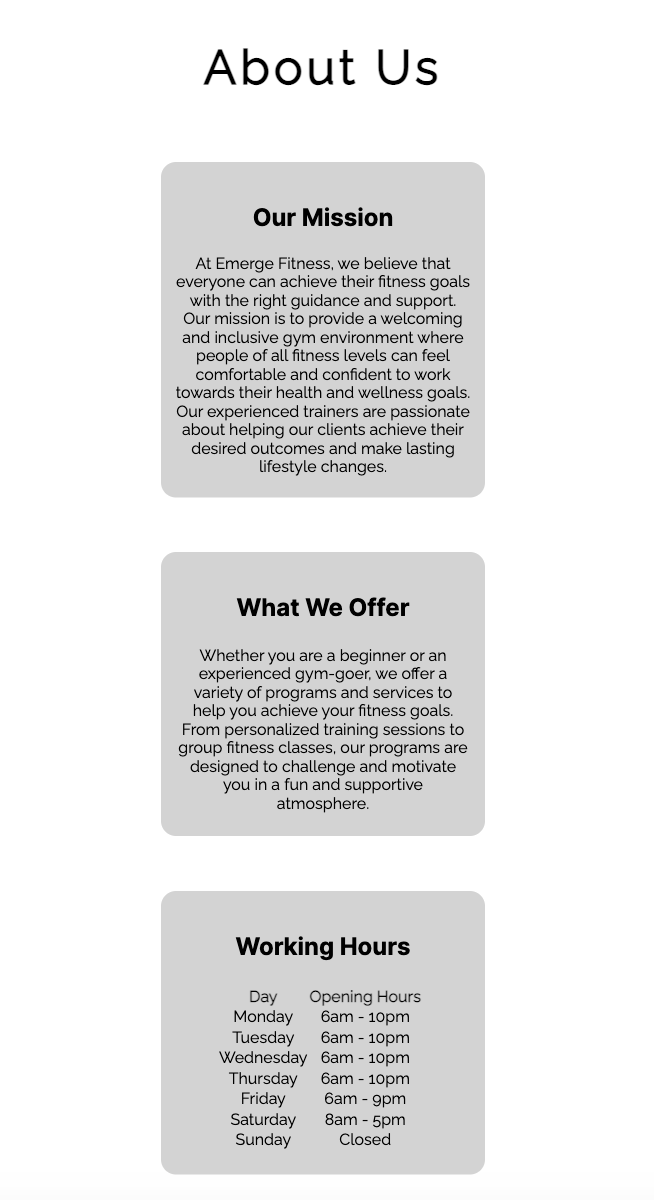 About Us
Our Mission
At Emerge Fitness, we believe that
everyone can achieve their fitness goals
with the right guidance and support.
Our mission is to provide a welcoming
and inclusive gym environment where
people of all fitness levels can feel
comfortable and confident to work
towards their health and wellness goals.
Our experienced trainers are passionate
about helping our clients achieve their
desired outcomes and make lasting
lifestyle changes.
What We Offer
Whether you are a beginner or an
experienced gym-goer, we offer a
variety of programs and services to
help you achieve your fitness goals.
From personalized training sessions to
group fitness classes, our programs are
designed to challenge and motivate
you in a fun and supportive
atmosphere.
Working Hours
Day Opening Hours
Monday 6am - 10pm
Tuesday 6am - 10pm
Wednesday 6am - 10pm
Thursday 6am - 10pm
Friday 6am - 9pm
Saturday 8am - 5pm
Sunday Closed